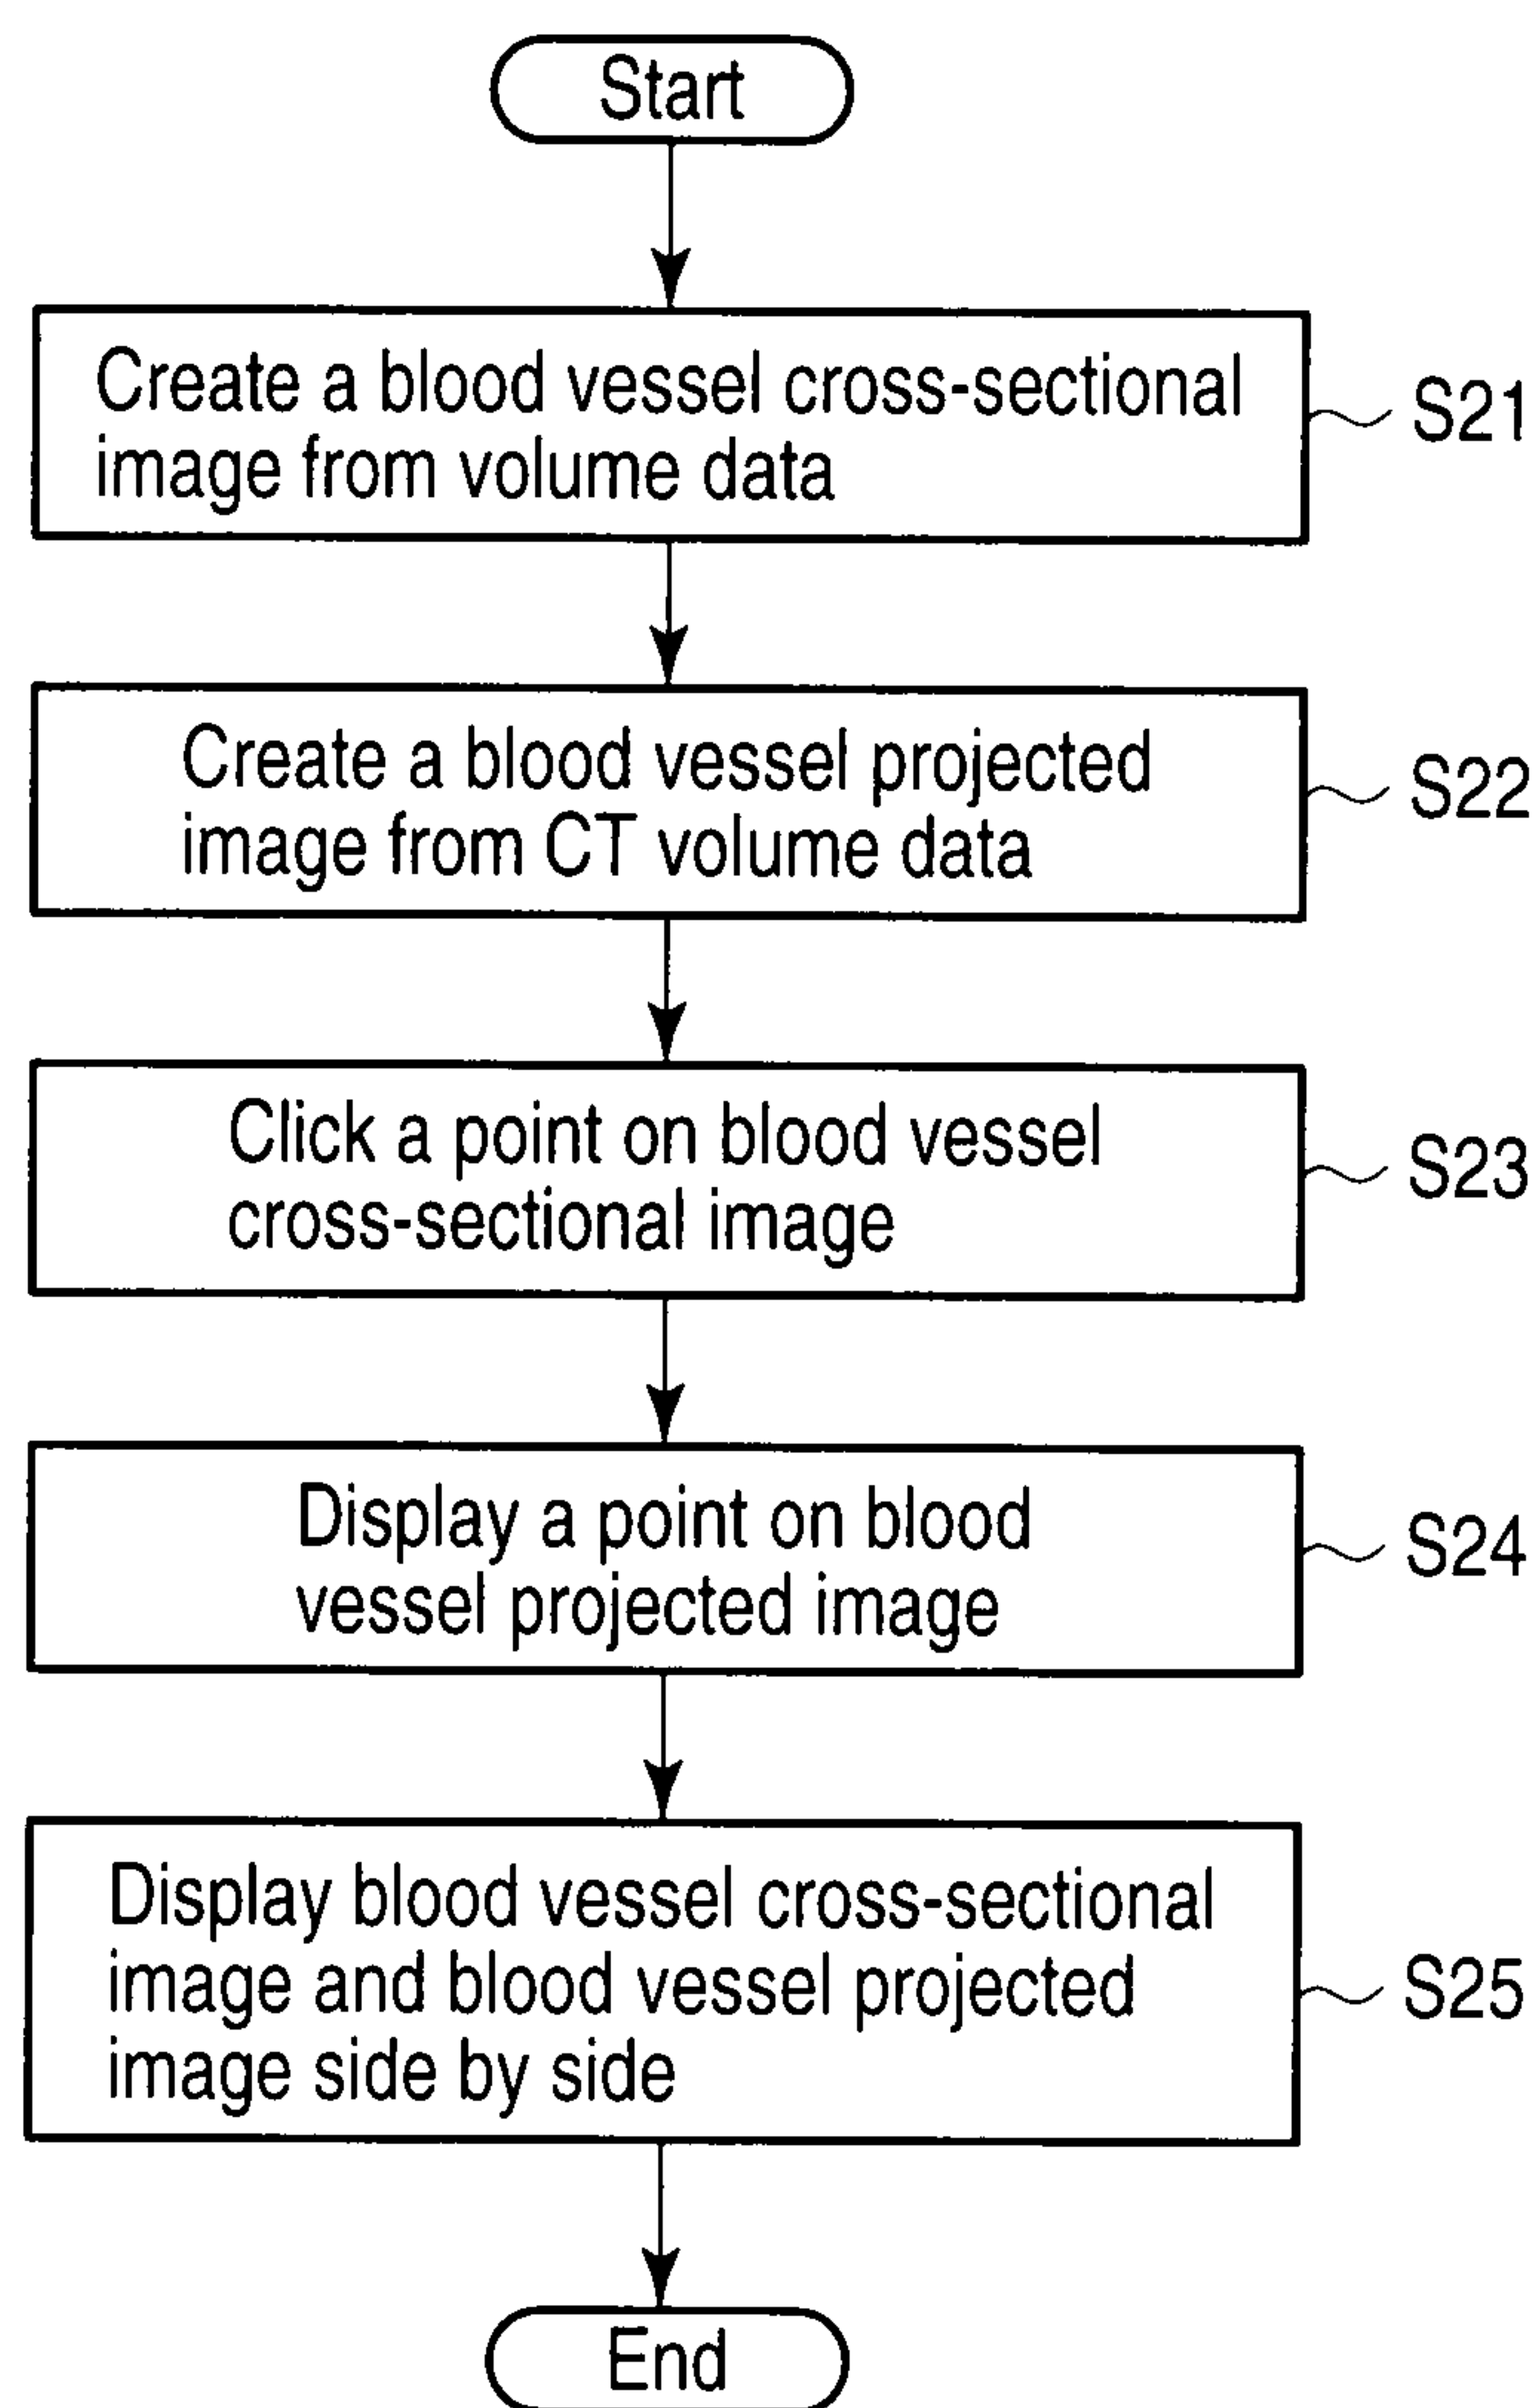 Start
Create a blood vessel cross-sectional
image from volume data
S21
Create a blood vessel projected
image from CT volume data
S22
Click a point on blood vessel
cross-sectional image
S23
Display a point on blood
vessel projected image
S24
Display blood vessel cross-sectional
image and blood vessel projected
image side by side
S25
End